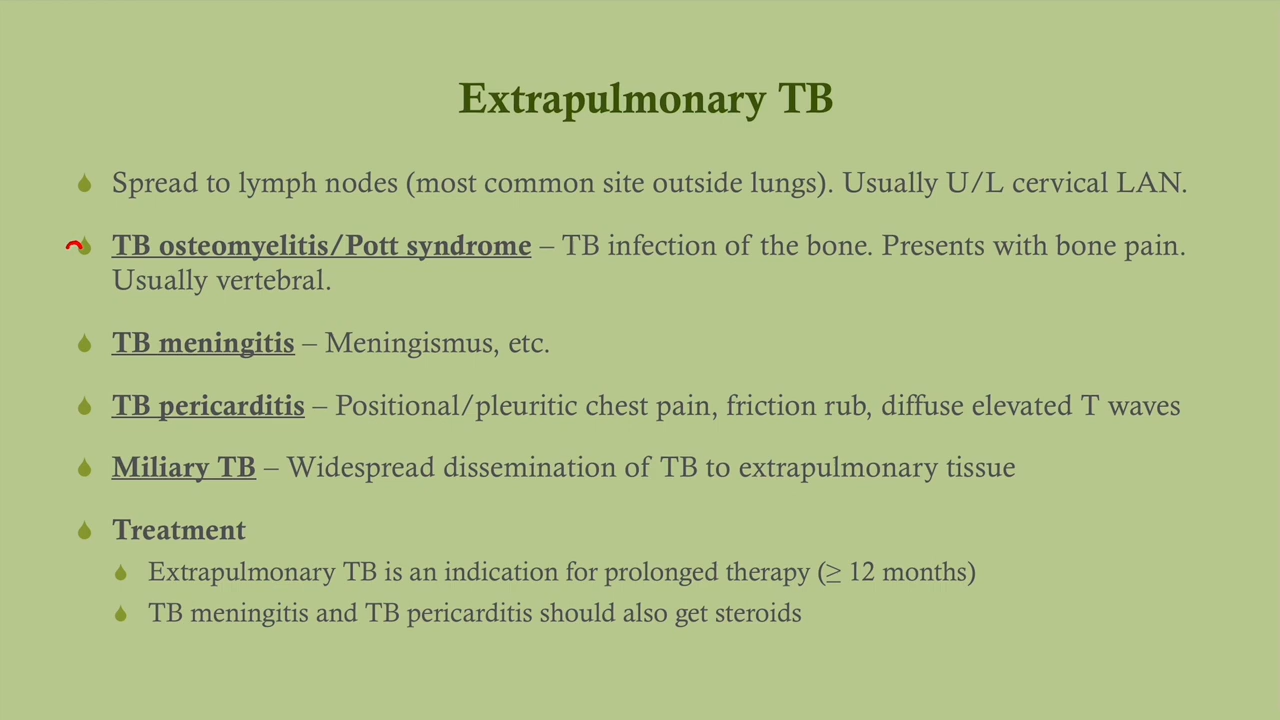 Extrapulmonary TB
Spread to lymph nodes (most common site outside lungs). Usually U/L cervical LAN.
TB osteomyelitis/Pott syndrome – TB infection of the bone. Presents with bone pain.
Usually vertebral.
TB meningitis – Meningismus, etc.
TB pericarditis – Positional/pleuritic chest pain, friction rub, diffuse elevated T waves
Miliary TB – Widespread dissemination of TB to extrapulmonary tissue
Treatment
Extrapulmonary TB is an indication for prolonged therapy (≥ 12 months)
TB meningitis and TB pericarditis should also get steroids